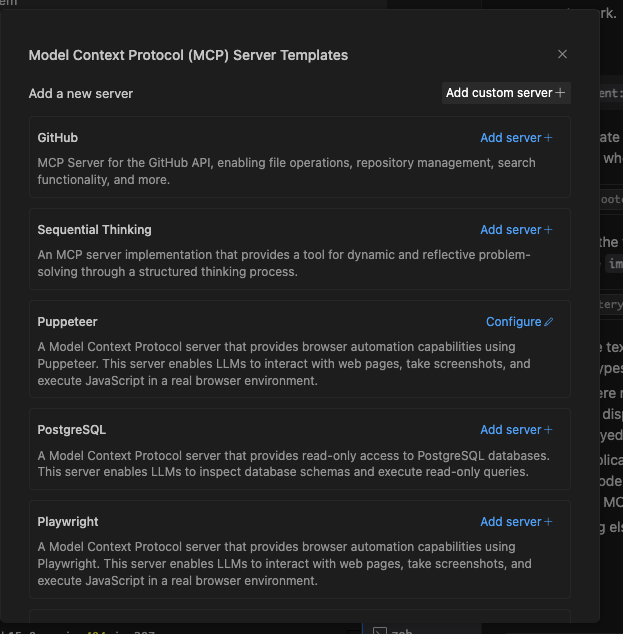 rk.
Model Context Protocol (MCP) Server Templates
Add a new server
Add custom server
GitHub
Add server
MCP Server for the GitHub API, enabling file operations, repository management, search
functionality, and more.
Sequential Thinking
Add server
An MCP server implementation that provides a tool for dynamic and reflective problem-
solving through a structured thinking process.
Puppeteer
Configure
A Model Context Protocol server that provides browser automation capabilities using
Puppeteer. This server enables LLMs to interact with web pages, take screenshots, and
execute JavaScript in a real browser environment.
PostgreSQL
Add server
A Model Context Protocol server that provides read-only access to PostgreSQL databases.
This server enables LLMs to inspect database schemas and execute read-only queries.
Playwright
Add server
A Model Context Protocol server that provides browser automation capabilities using
Playwright. This server enables LLMs to interact with web pages, take screenshots, and
execute JavaScript in a real browser environment.